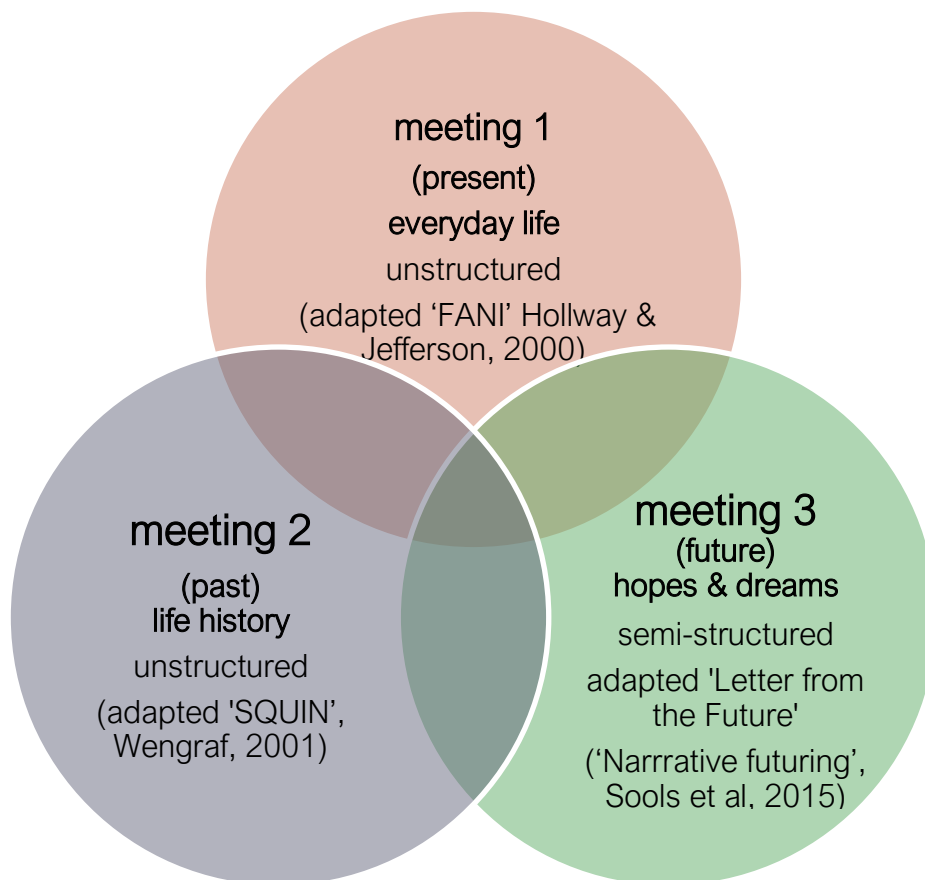 meeting 1
(present)
everyday life
unstructured
(adapted ‘FANI’ Hollway &
Jefferson, 2000)
meeting 2
(past)
life history
unstructured
(adapted 'SQUIN’,
Wengraf, 2001)
meeting 3
(future)
hopes & dreams
semi-structured
adapted 'Letter from
the Future'
(‘Narrrative futuring’,
Sools et al, 2015)